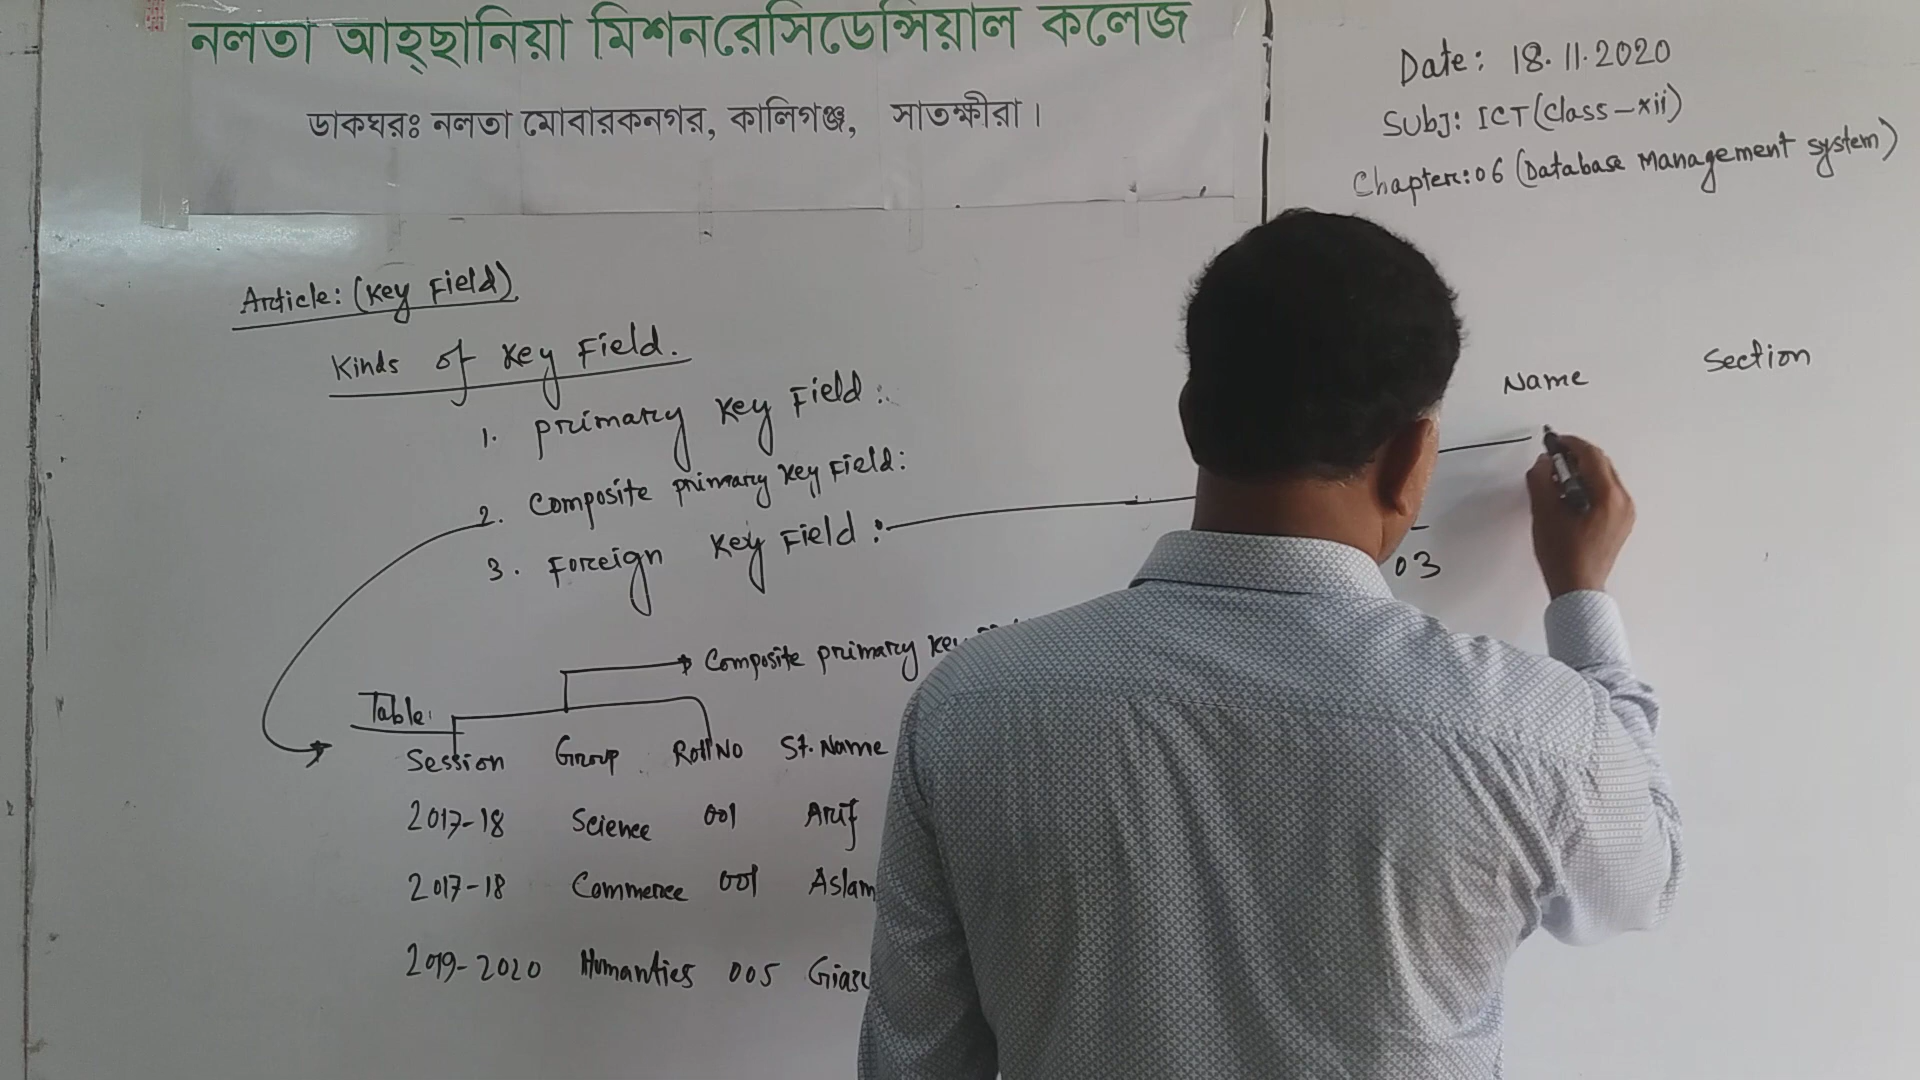 নলতা আহ্ছানিয়া মিশনরেসিডেন্সিয়াল কলেজ
ডাকঘরঃ নলতা মোবারকনগর, কালিগঞ্জ, সাতক্ষীরা।
Date: 18.11.2020
Subj: ICT (Class-xii)
Chapter: 06 (Database Management system)
Article: (Key Field)
Kinds of Key Field.
1. Primary Key Field:
2. Composite primary Key Field:
3. Foreign Key Field:
Name Section
03
Composite primary
Table:
Session Group Roll No St. Name
2017-18 Science 001 Arif
2017-18 Commerce 001 Aslam
2019-2020 Humanties 005